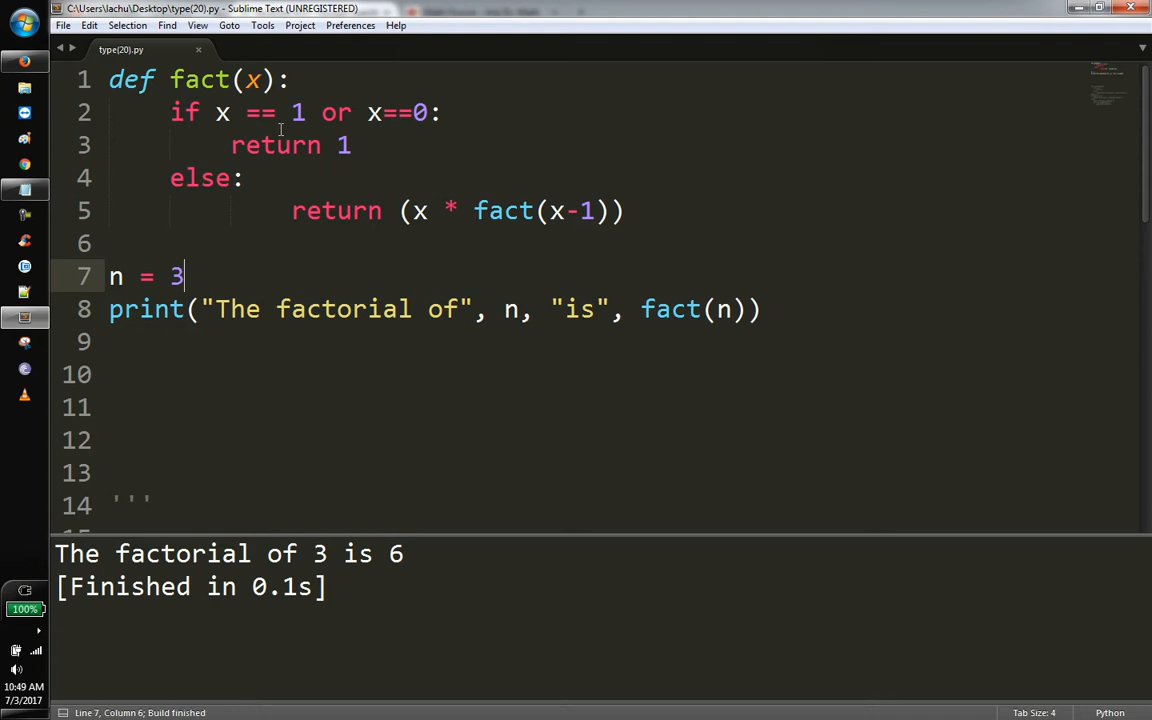 C:\Users\lachu\Desktop\type(20).py - Sublime Text (UNREGISTERED)
File Edit Selection Find View Goto Tools Project Preferences Help
type(20).py ×
1 def fact(x):
2     if x == 1 or x==0:
3         return 1
4     else:
5             return (x * fact(x-1))
6
7 n = 3
8 print("The factorial of", n, "is", fact(n))
9
10
11
12
13
14 '''
The factorial of 3 is 6
[Finished in 0.1s]
100%
10:49 AM
7/3/2017
Line 7, Column 6; Build finished Tab Size: 4 Python